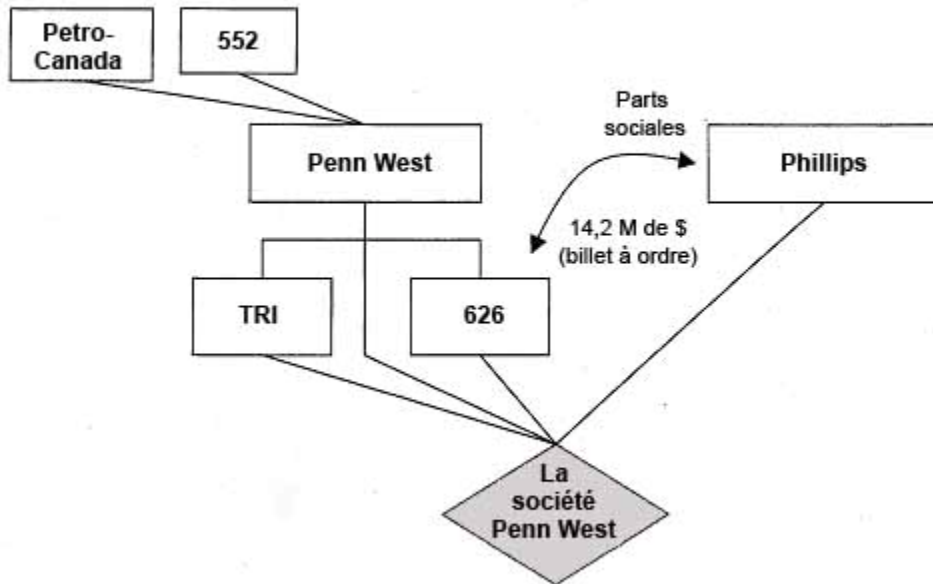 Petro-
Canada
552
Parts
sociales
Penn West
Phillips
14,2 M de $
(billet à ordre)
TRI
626
La
société
Penn West